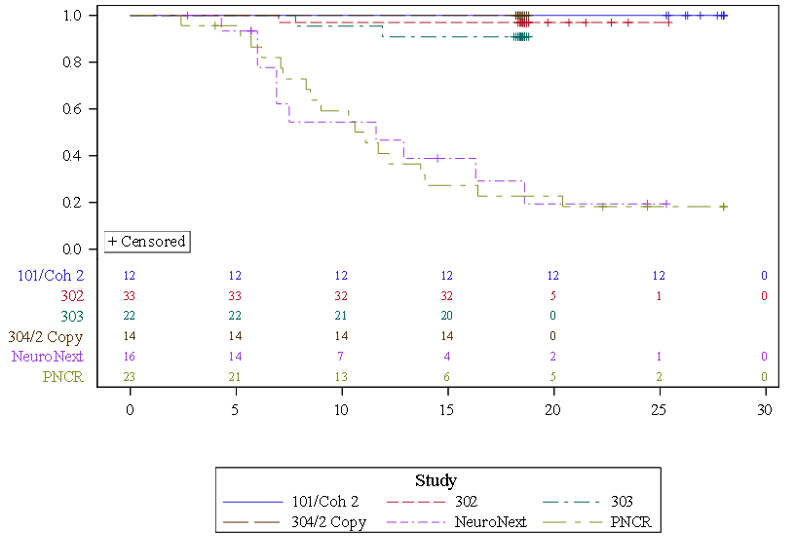 1.0
0.8
0.6
0.4
0.2
0.0
+ Censored
101/Coh 2 12 12 12 12 12 12 0
302 33 33 32 32 5 1 0
303 22 22 21 20 0
304/2 Copy 14 14 14 14 0
NeuroNext 16 14 7 4 2 1 0
PNCR 23 21 13 6 5 2 0
0 5 10 15 20 25 30
Study
101/Coh 2 302 303
304/2 Copy NeuroNext PNCR